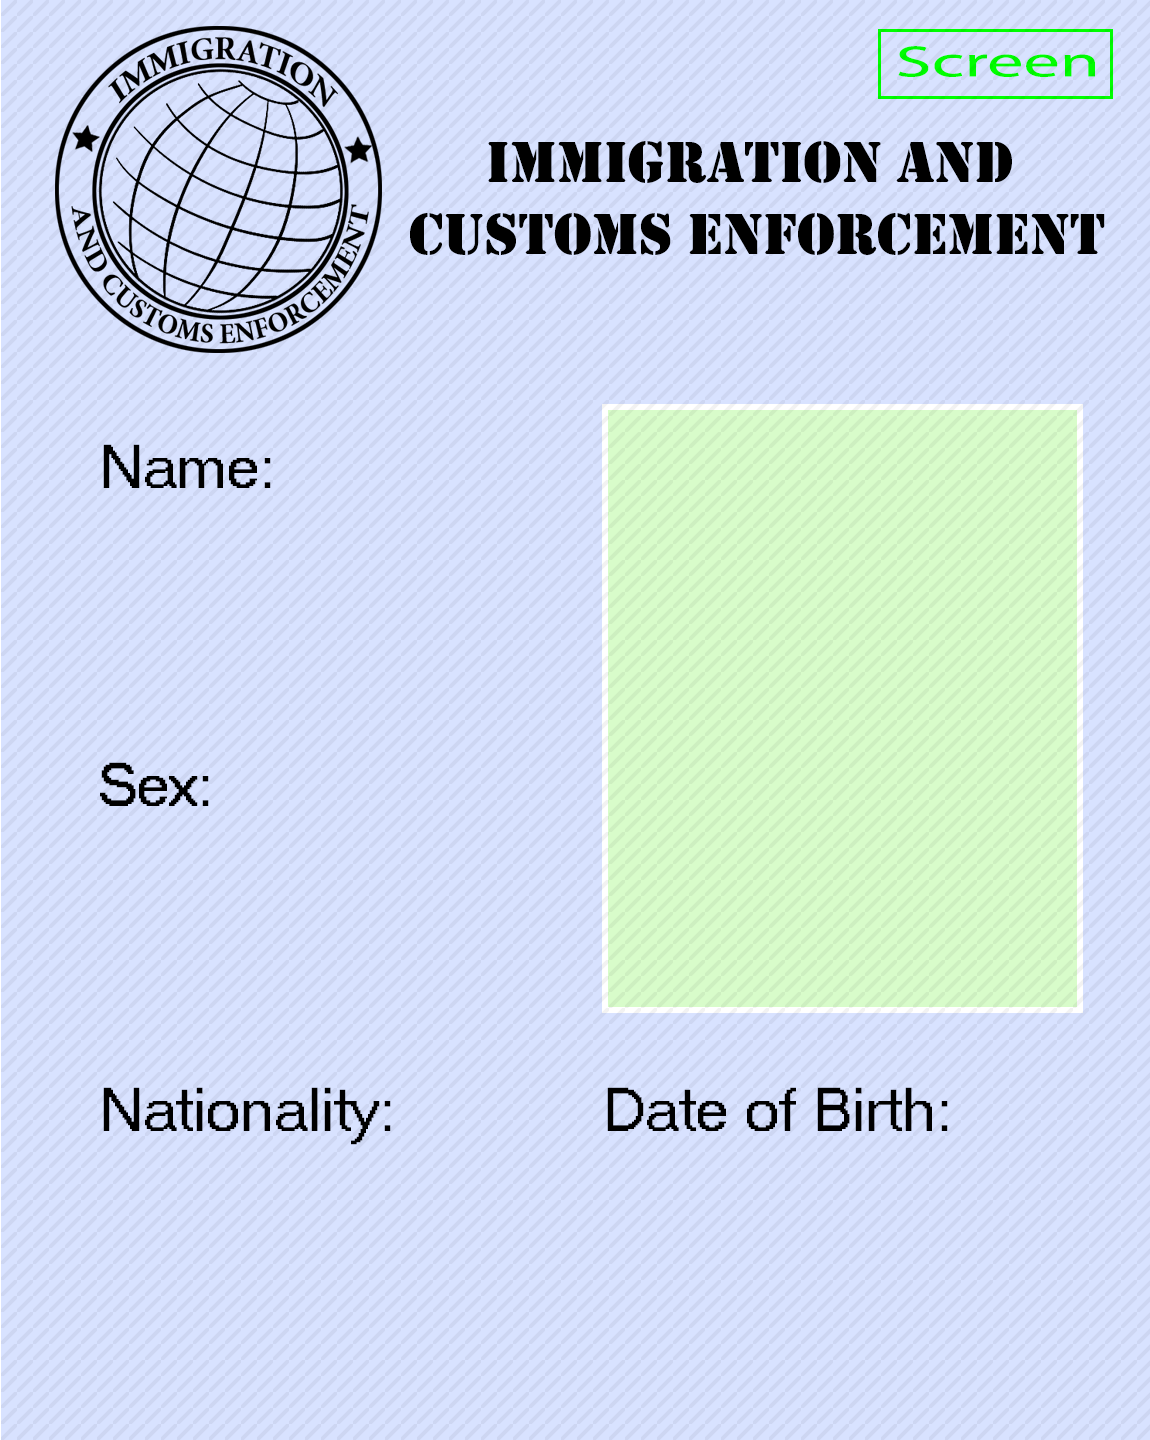 IMMIGRATION
AND CUSTOMS ENFORCEMENT
Screen
IMMIGRATION AND
CUSTOMS ENFORCEMENT
Name:
Sex:
Nationality:
Date of Birth: